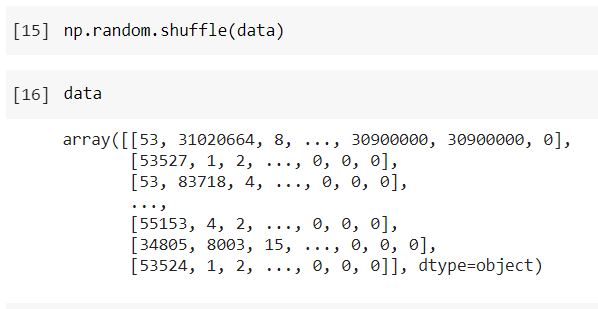 [15] np.random.shuffle(data)
[16] data
array([[53, 31020664, 8, ..., 30900000, 30900000, 0],
[53527, 1, 2, ..., 0, 0, 0],
[53, 83718, 4, ..., 0, 0, 0],
...,
[55153, 4, 2, ..., 0, 0, 0],
[34805, 8003, 15, ..., 0, 0, 0],
[53524, 1, 2, ..., 0, 0, 0]], dtype=object)